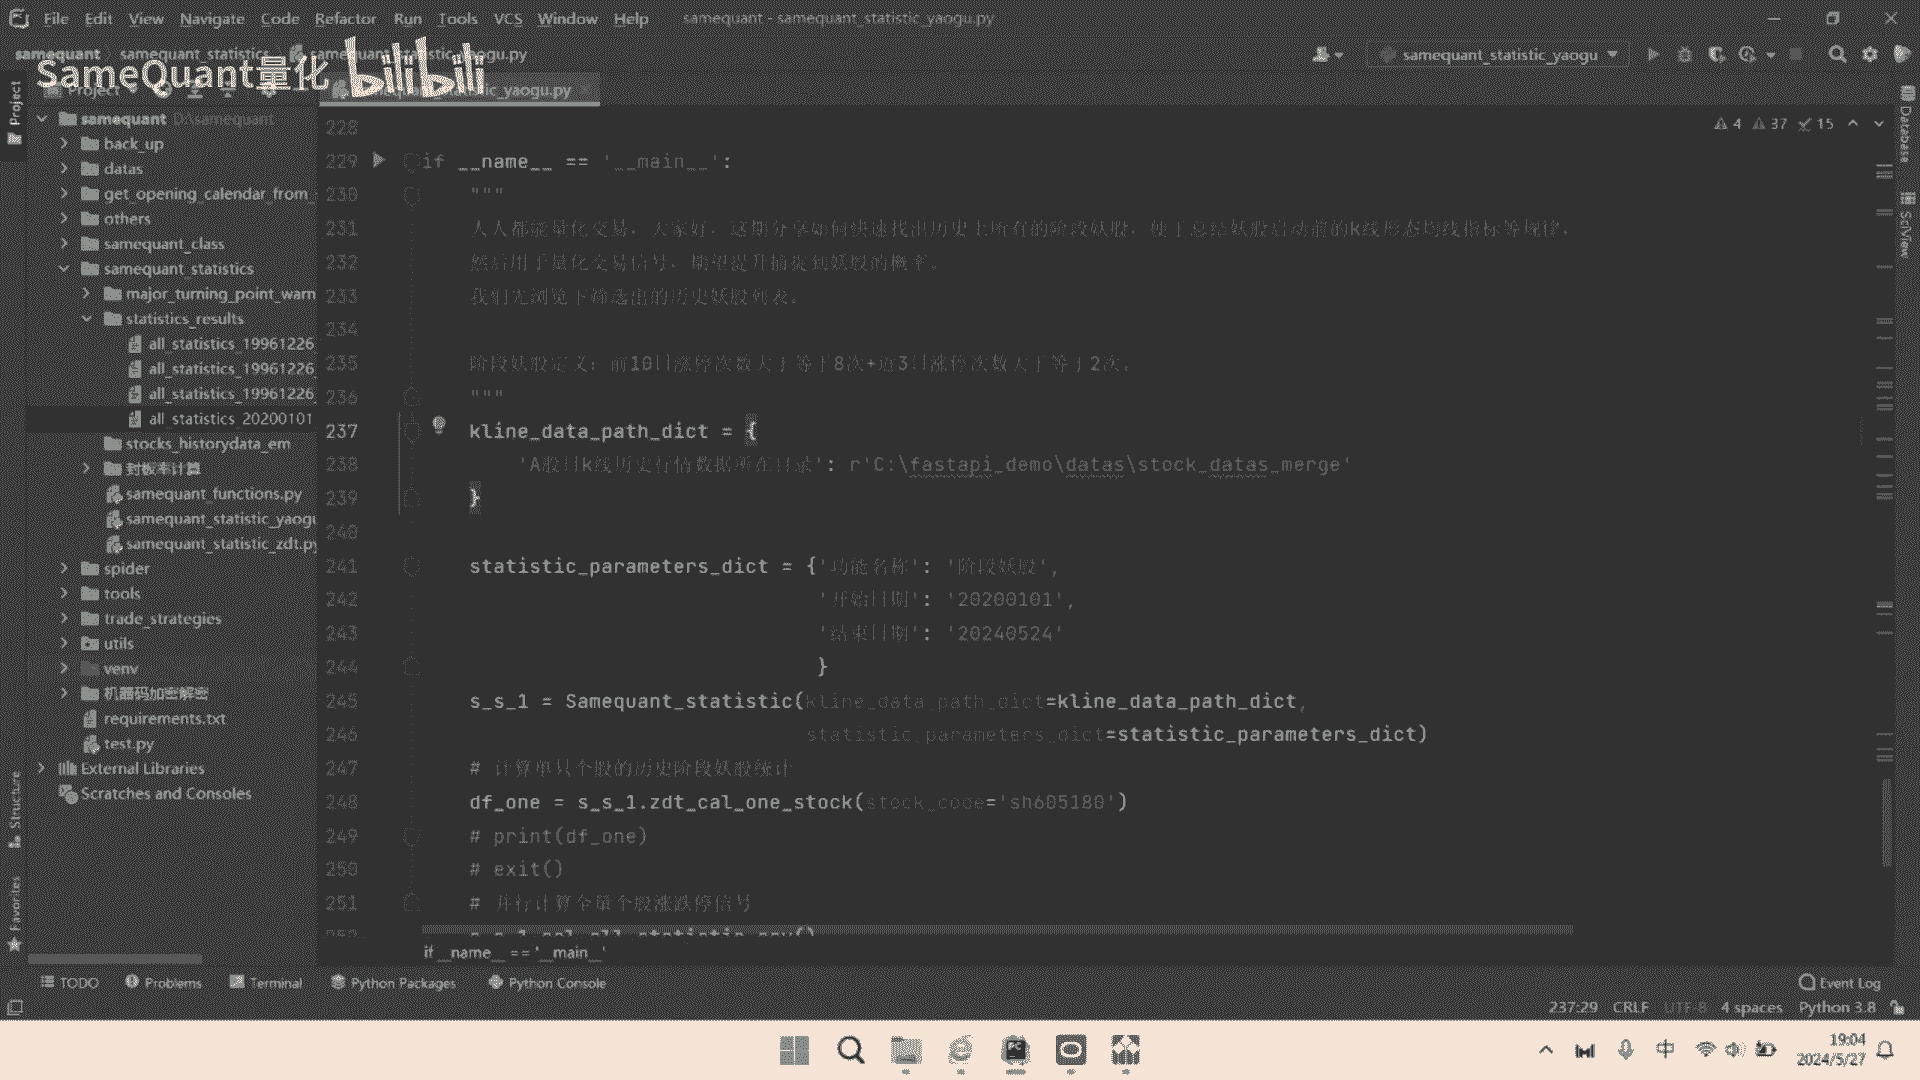 File Edit View Navigate Code Refactor Run Tools VCS Window Help samequant - samequant_statistic_yaogu.py
samequant samequant_statistics samequant_statistic_yaogu.py
samequant_statistic_yaogu
SameQuant量化 bilibili
Project
_statistic_yaogu.py
Project
samequant D:\samequant
back_up
datas
get_opening_calendar_from_
others
samequant_class
samequant_statistics
major_turning_point_warn
statistics_results
all_statistics_19961226_
all_statistics_19961226_
all_statistics_19961226_
all_statistics_20200101
stocks_historydata_em
封板率计算
samequant_functions.py
samequant_statistic_yaogu
samequant_statistic_zdt.py
spider
tools
trade_strategies
utils
venv
机器码加密解密
requirements.txt
test.py
External Libraries
Scratches and Consoles
Structure
Favorites
4 37 15
Database
SciView
228
229 if __name__ == '__main__':
230 """
231 人人都能量化交易，大家好，这期分享如何快速找出历史上所有的阶段妖股，便于总结妖股启动前的k线形态均线指标等规律，
232 然后用于量化交易信号，期望提升捕捉到妖股的概率。
233 我们先浏览下筛选出的历史妖股列表。
234
235 阶段妖股定义：前10日涨停次数大于等于8次+近3日涨停次数大于等于2次。
236 """
237 kline_data_path_dict = {
238 'A股日k线历史行情数据所在目录': r'C:\fastapi_demo\datas\stock_datas_merge'
239 }
240
241 statistic_parameters_dict = {'功能名称': '阶段妖股',
242 '开始日期': '20200101',
243 '结束日期': '20240524'
244 }
245 s_s_1 = Samequant_statistic(kline_data_path_dict=kline_data_path_dict,
246 statistic_parameters_dict=statistic_parameters_dict)
247 # 计算单只个股的历史阶段妖股统计
248 df_one = s_s_1.zdt_cal_one_stock(stock_code='sh605180')
249 # print(df_one)
250 # exit()
251 # 并行计算全量个股涨跌停信号
if __name__ == '__main__'
TODO Problems Terminal Python Packages Python Console Event Log
237:29 CRLF UTF-8 4 spaces Python 3.8
中
19:04
2024/5/27